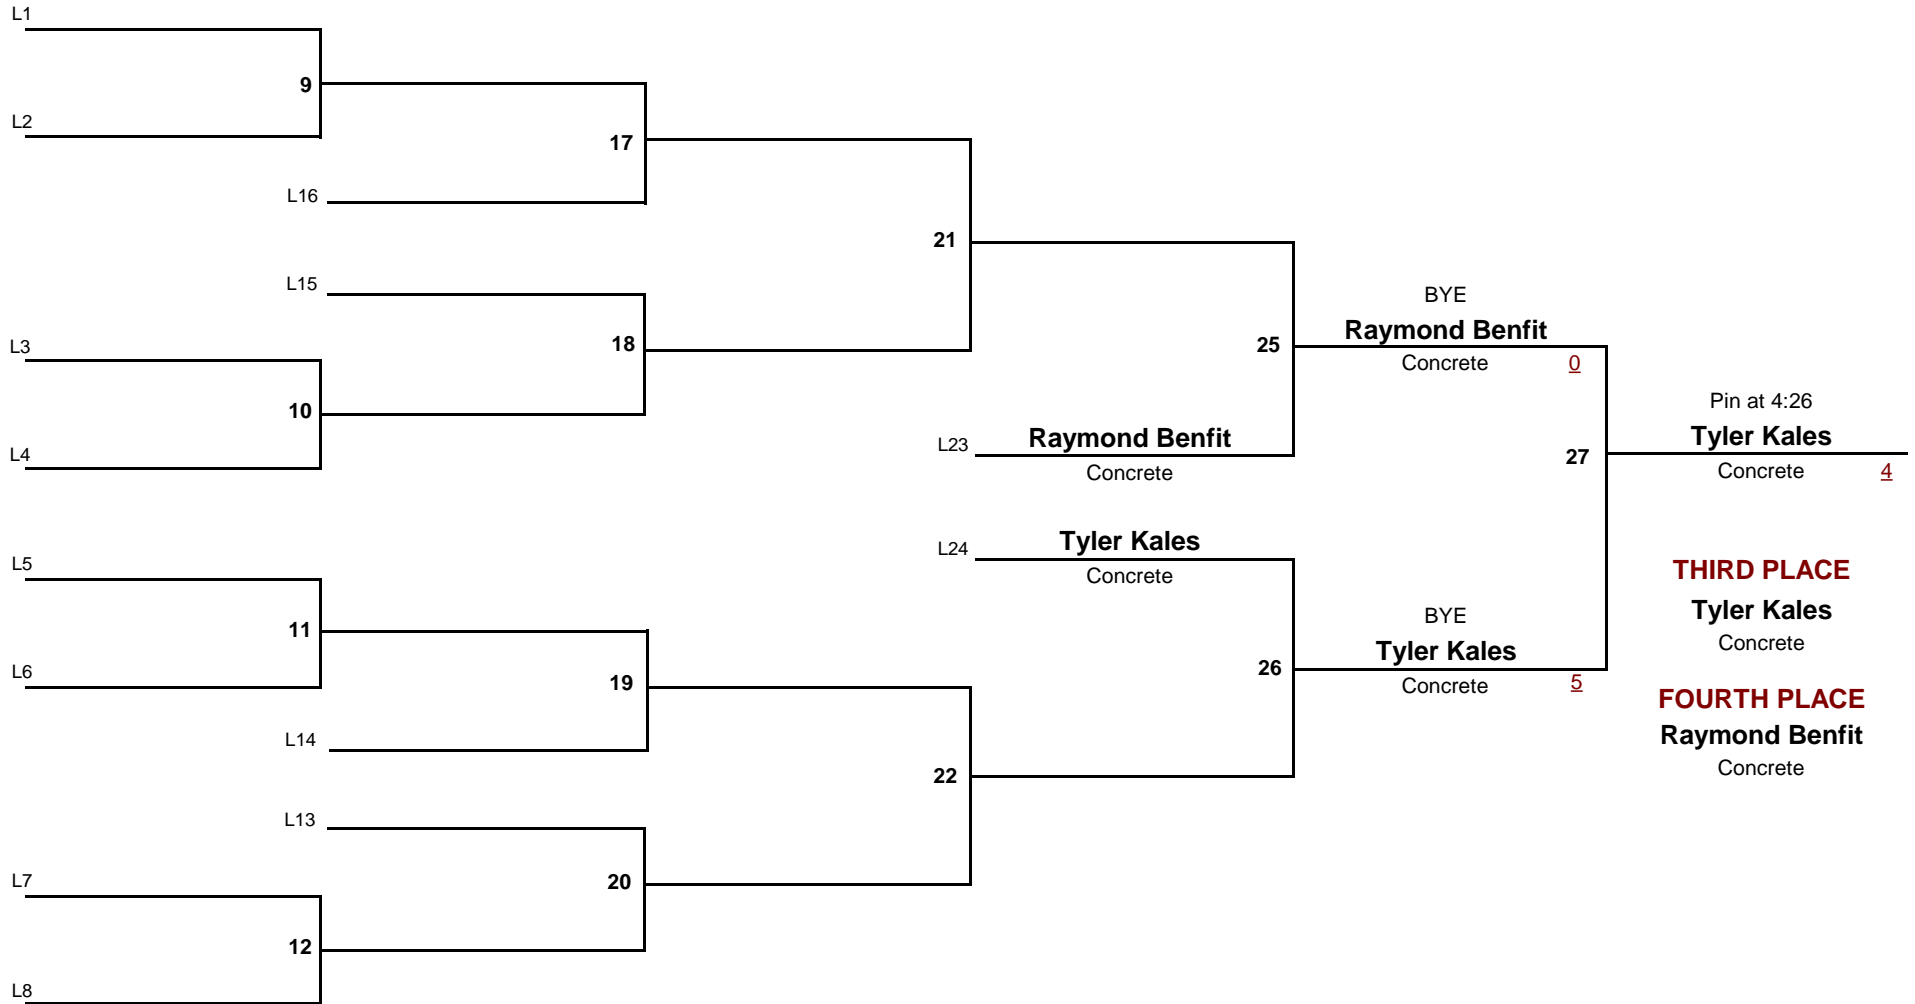 L1
9
L2
17
L16
21
L15
BYE
Raymond Benfit
L3
18
25
Concrete 0
10
Pin at 4:26
L4
L23 Raymond Benfit
Tyler Kales
27
Concrete
Concrete 4
L24 Tyler Kales
L5
Concrete
THIRD PLACE
11
BYE
Tyler Kales
Concrete
Tyler Kales
L6
19
26
Concrete 5
FOURTH PLACE
L14
Raymond Benfit
22
Concrete
L13
L7
20
12
L8